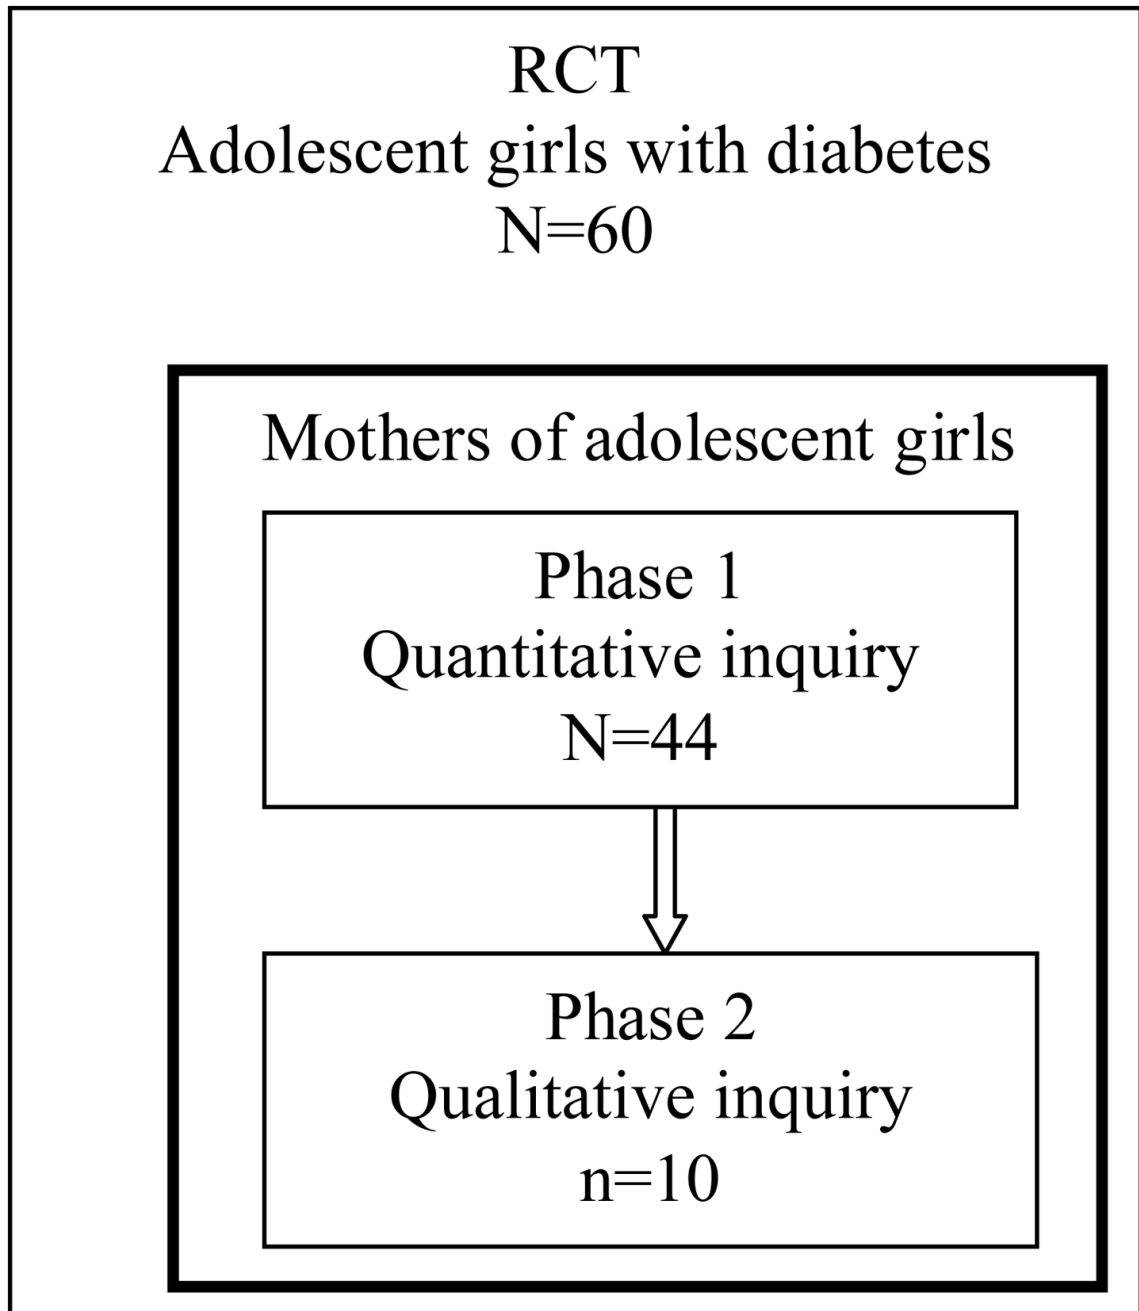 RCT
Adolescent girls with diabetes
N=60
Mothers of adolescent girls
Phase 1
Quantitative inquiry
N=44
Phase 2
Qualitative inquiry
n=10